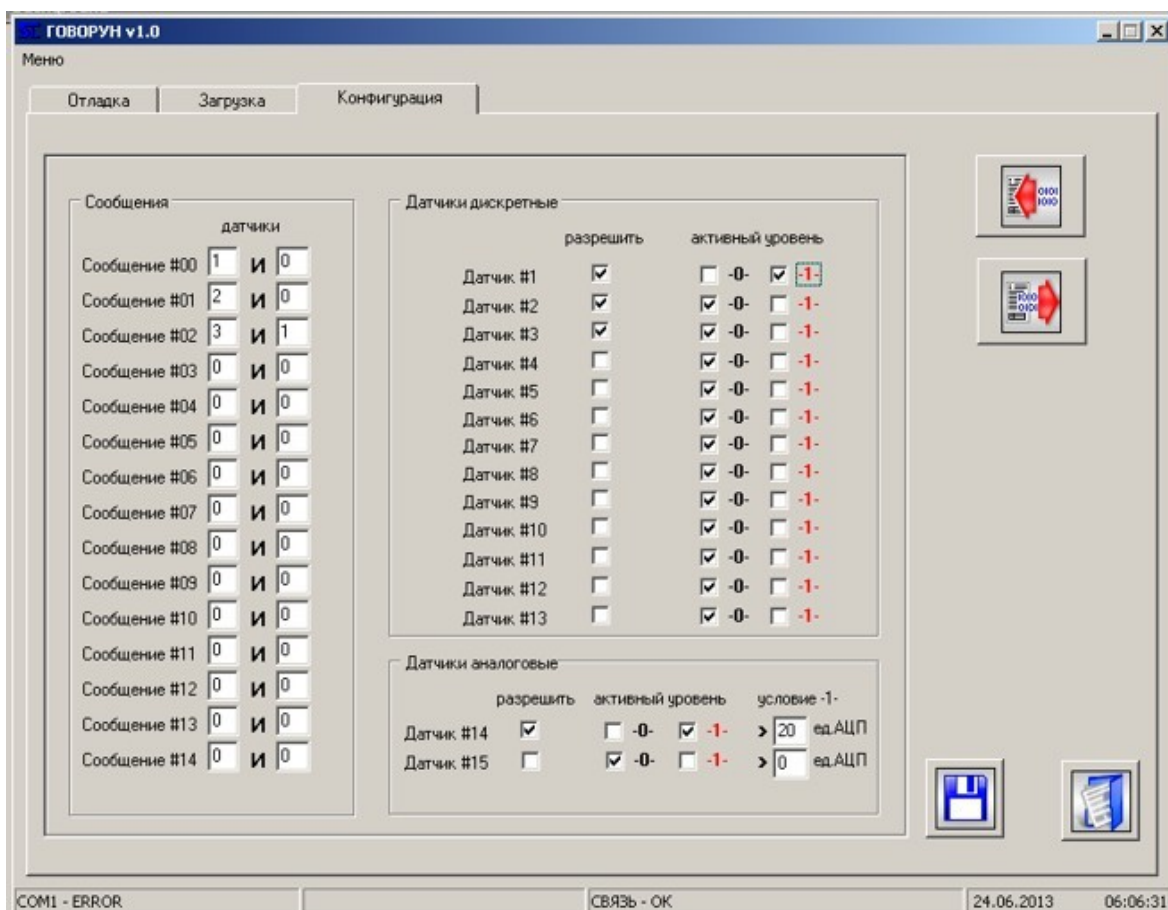 ГОВОРУН v1.0
Меню
Отладка Загрузка Конфигурация
Сообщения
датчики
Сообщение #00 1 И 0
Сообщение #01 2 И 0
Сообщение #02 3 И 1
Сообщение #03 0 И 0
Сообщение #04 0 И 0
Сообщение #05 0 И 0
Сообщение #06 0 И 0
Сообщение #07 0 И 0
Сообщение #08 0 И 0
Сообщение #09 0 И 0
Сообщение #10 0 И 0
Сообщение #11 0 И 0
Сообщение #12 0 И 0
Сообщение #13 0 И 0
Сообщение #14 0 И 0
Датчики дискретные
разрешить активный уровень
Датчик #1 -0- -1-
Датчик #2 -0- -1-
Датчик #3 -0- -1-
Датчик #4 -0- -1-
Датчик #5 -0- -1-
Датчик #6 -0- -1-
Датчик #7 -0- -1-
Датчик #8 -0- -1-
Датчик #9 -0- -1-
Датчик #10 -0- -1-
Датчик #11 -0- -1-
Датчик #12 -0- -1-
Датчик #13 -0- -1-
Датчики аналоговые
разрешить активный уровень условие -1-
Датчик #14 -0- -1- > 20 ед.АЦП
Датчик #15 -0- -1- > 0 ед.АЦП
0101
1010
1010
0101
COM1 - ERROR СВЯЗЬ - OK 24.06.2013 06:06:31